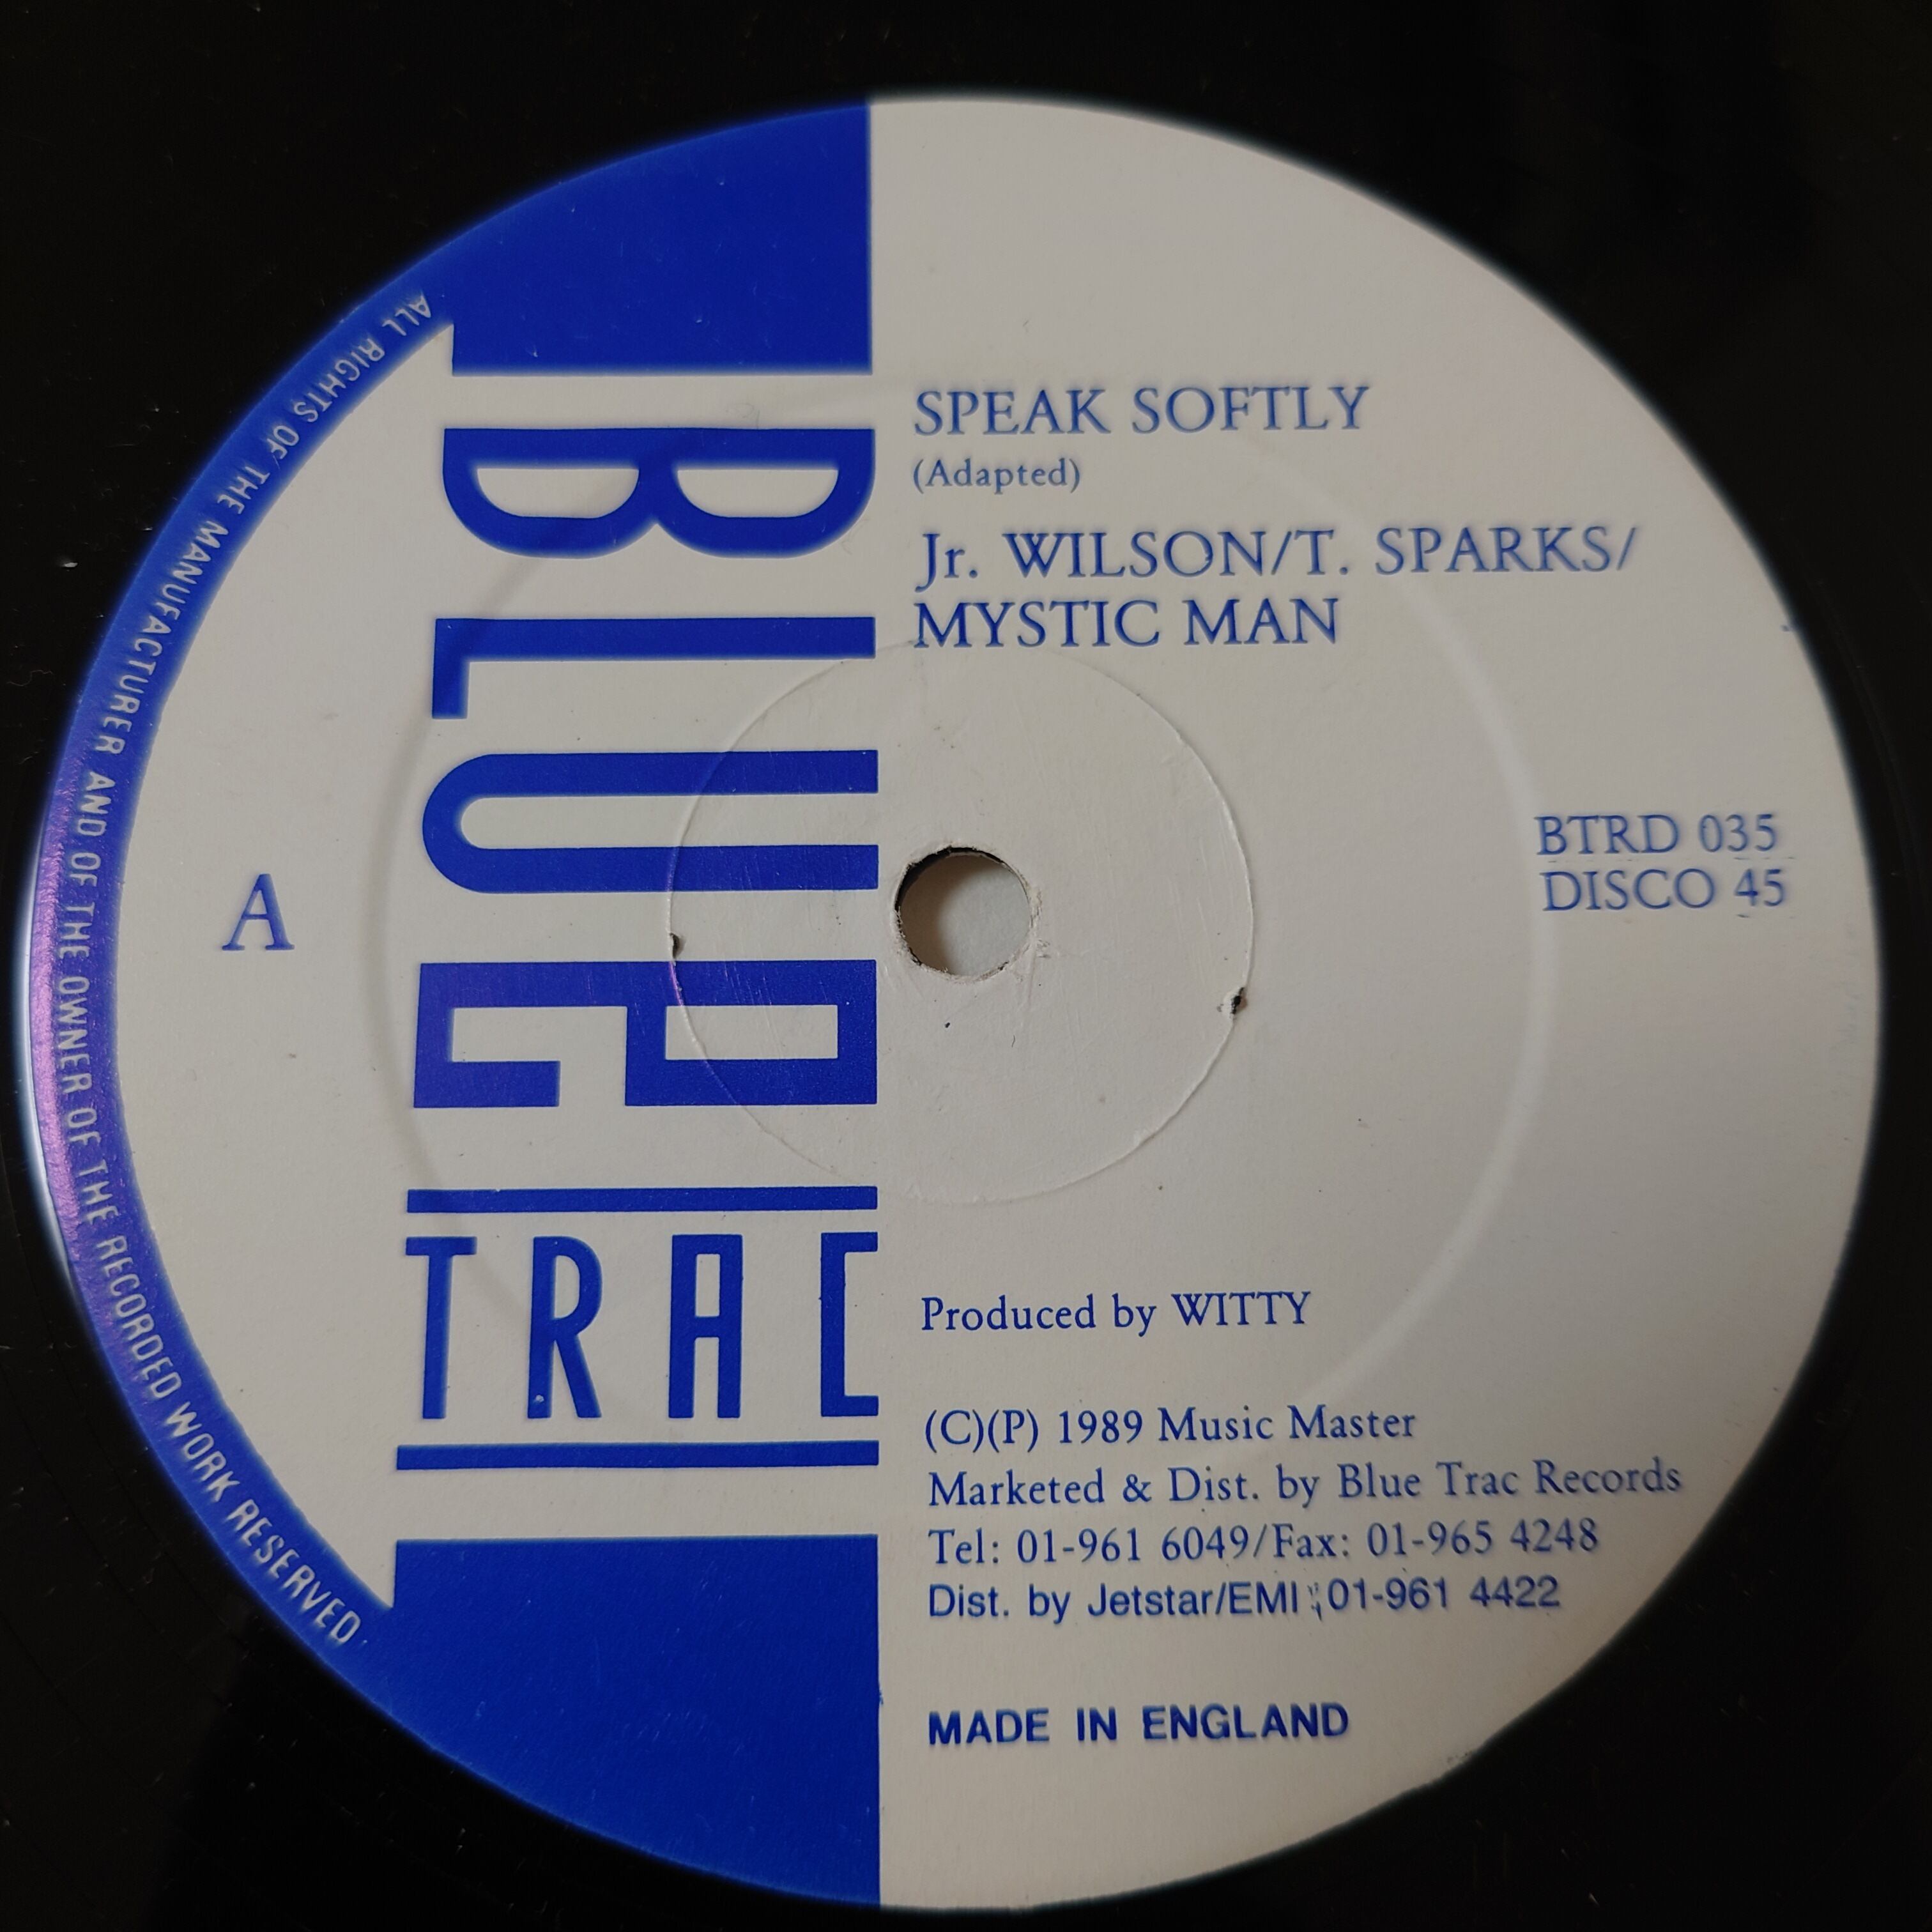 ALL RIGHTS OF THE MANUFACTURER AND OF THE OWNER OF THE RECORDED WORK RESERVED
A
BLUE
TRAC
SPEAK SOFTLY
(Adapted)
Jr. WILSON/T. SPARKS/
MYSTIC MAN
BTRD 035
DISCO 45
Produced by WITTY
(C)(P) 1989 Music Master
Marketed & Dist. by Blue Trac Records
Tel: 01-961 6049/Fax: 01-965 4248
Dist. by Jetstar/EMI :01-961 4422
MADE IN ENGLAND